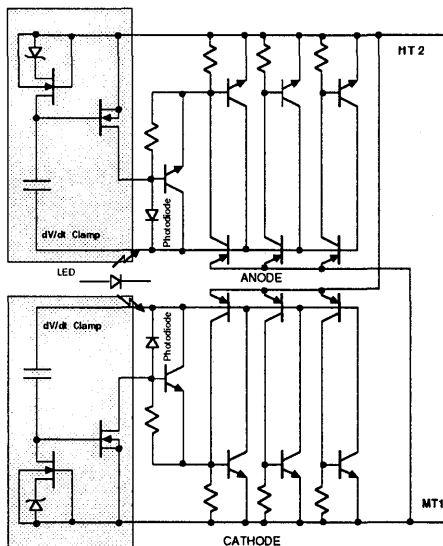 MT2
dV/dt Clamp
Photodiode
LED
ANODE
dV/dt Clamp
Photodiode
MT1
CATHODE